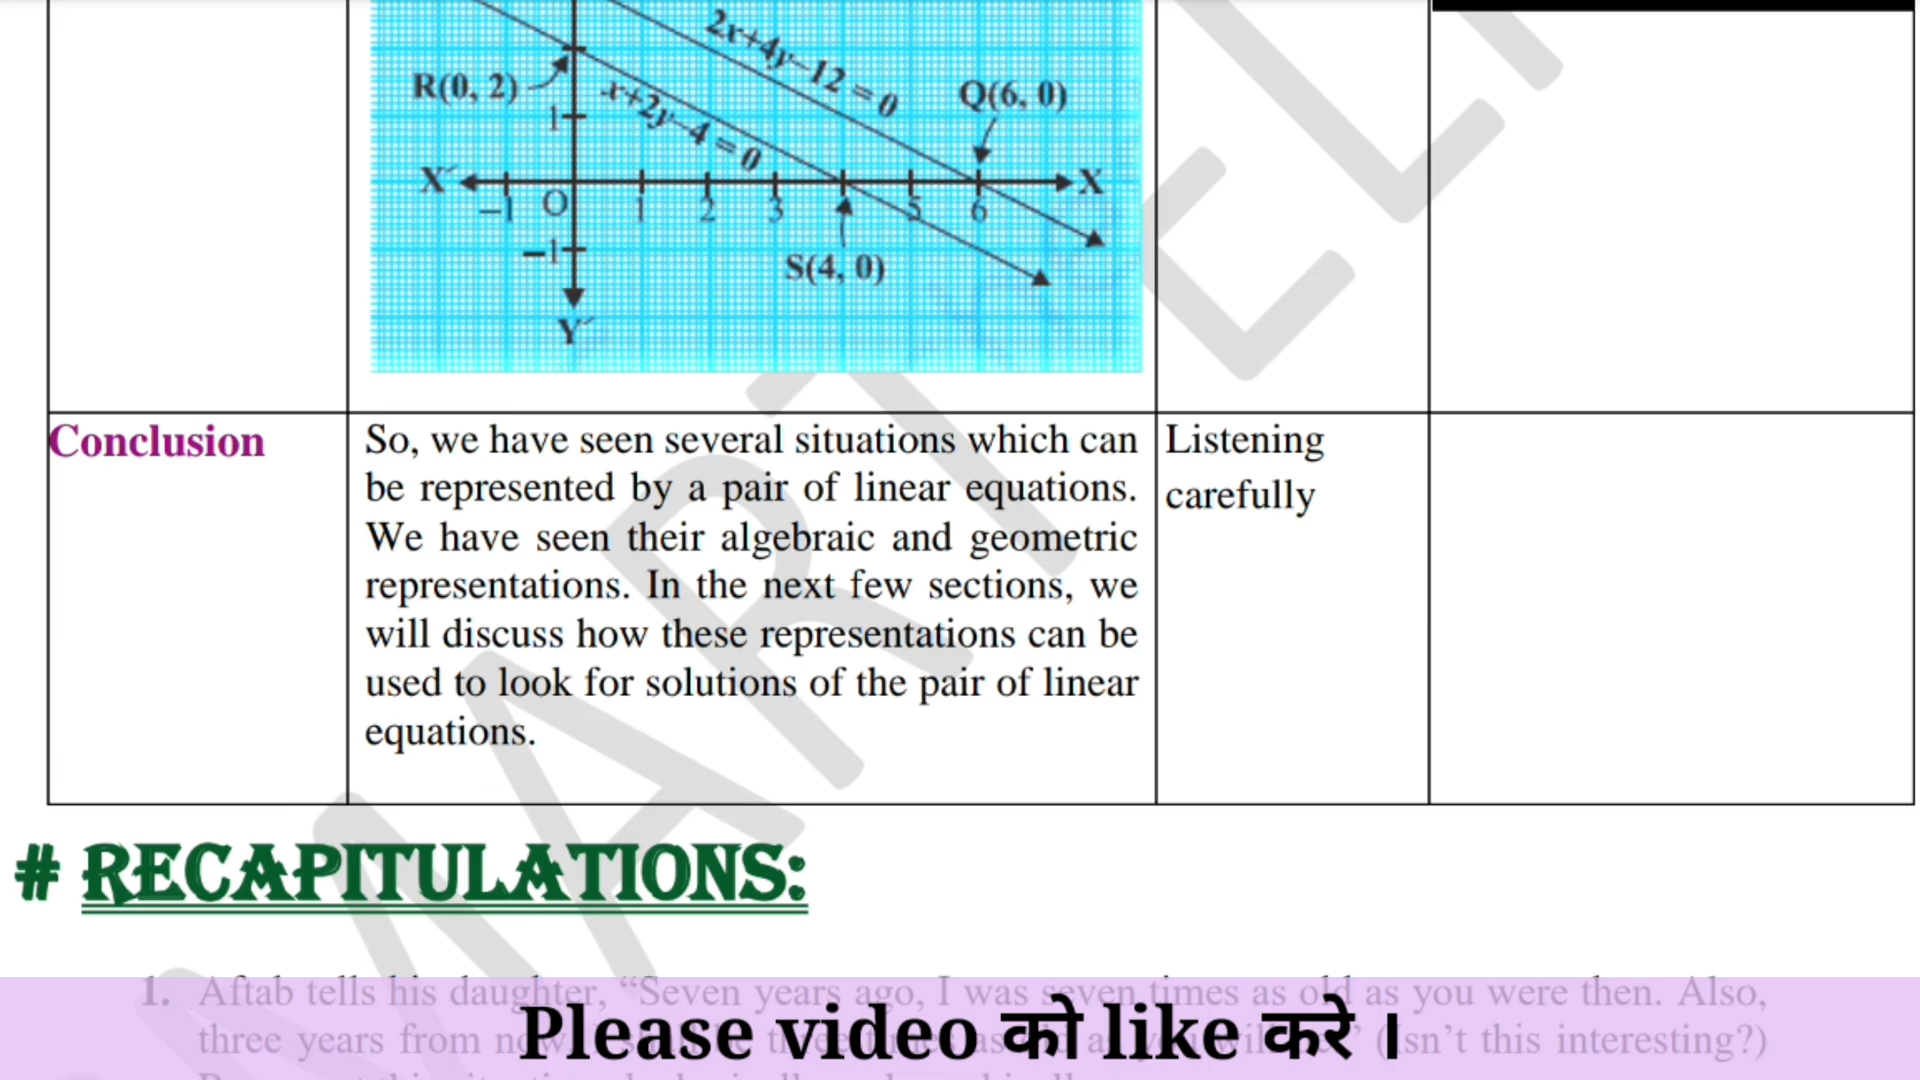 2x+4y–12 = 0
R(0, 2)
x+2y–4 = 0
Q(6, 0)
1
X´
X
–1
O
1
2
3
5
6
–1
S(4, 0)
Y´
Conclusion
So, we have seen several situations which can
be represented by a pair of linear equations.
We have seen their algebraic and geometric
representations. In the next few sections, we
will discuss how these representations can be
used to look for solutions of the pair of linear
equations.
Listening
carefully
# RECAPITULATIONS:
1. Aftab tells his daughter, “Seven years ago, I was seven times as old as you were then. Also,
three years from (Isn’t this interesting?)
Please video को like करे ।